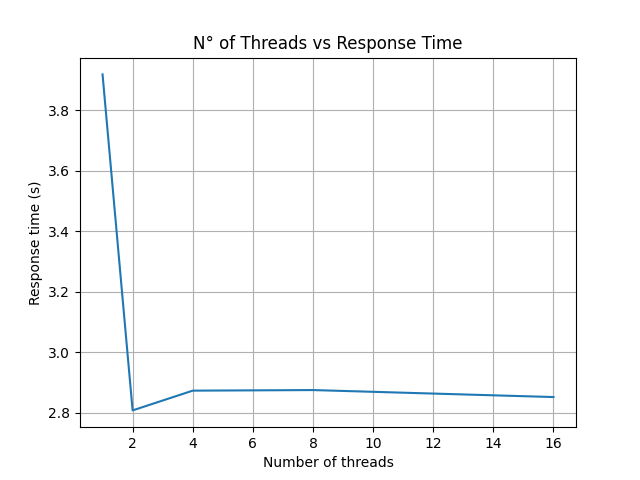 N° of Threads vs Response Time
Response time (s)
3.8
3.6
3.4
3.2
3.0
2.8
2 4 6 8 10 12 14 16
Number of threads